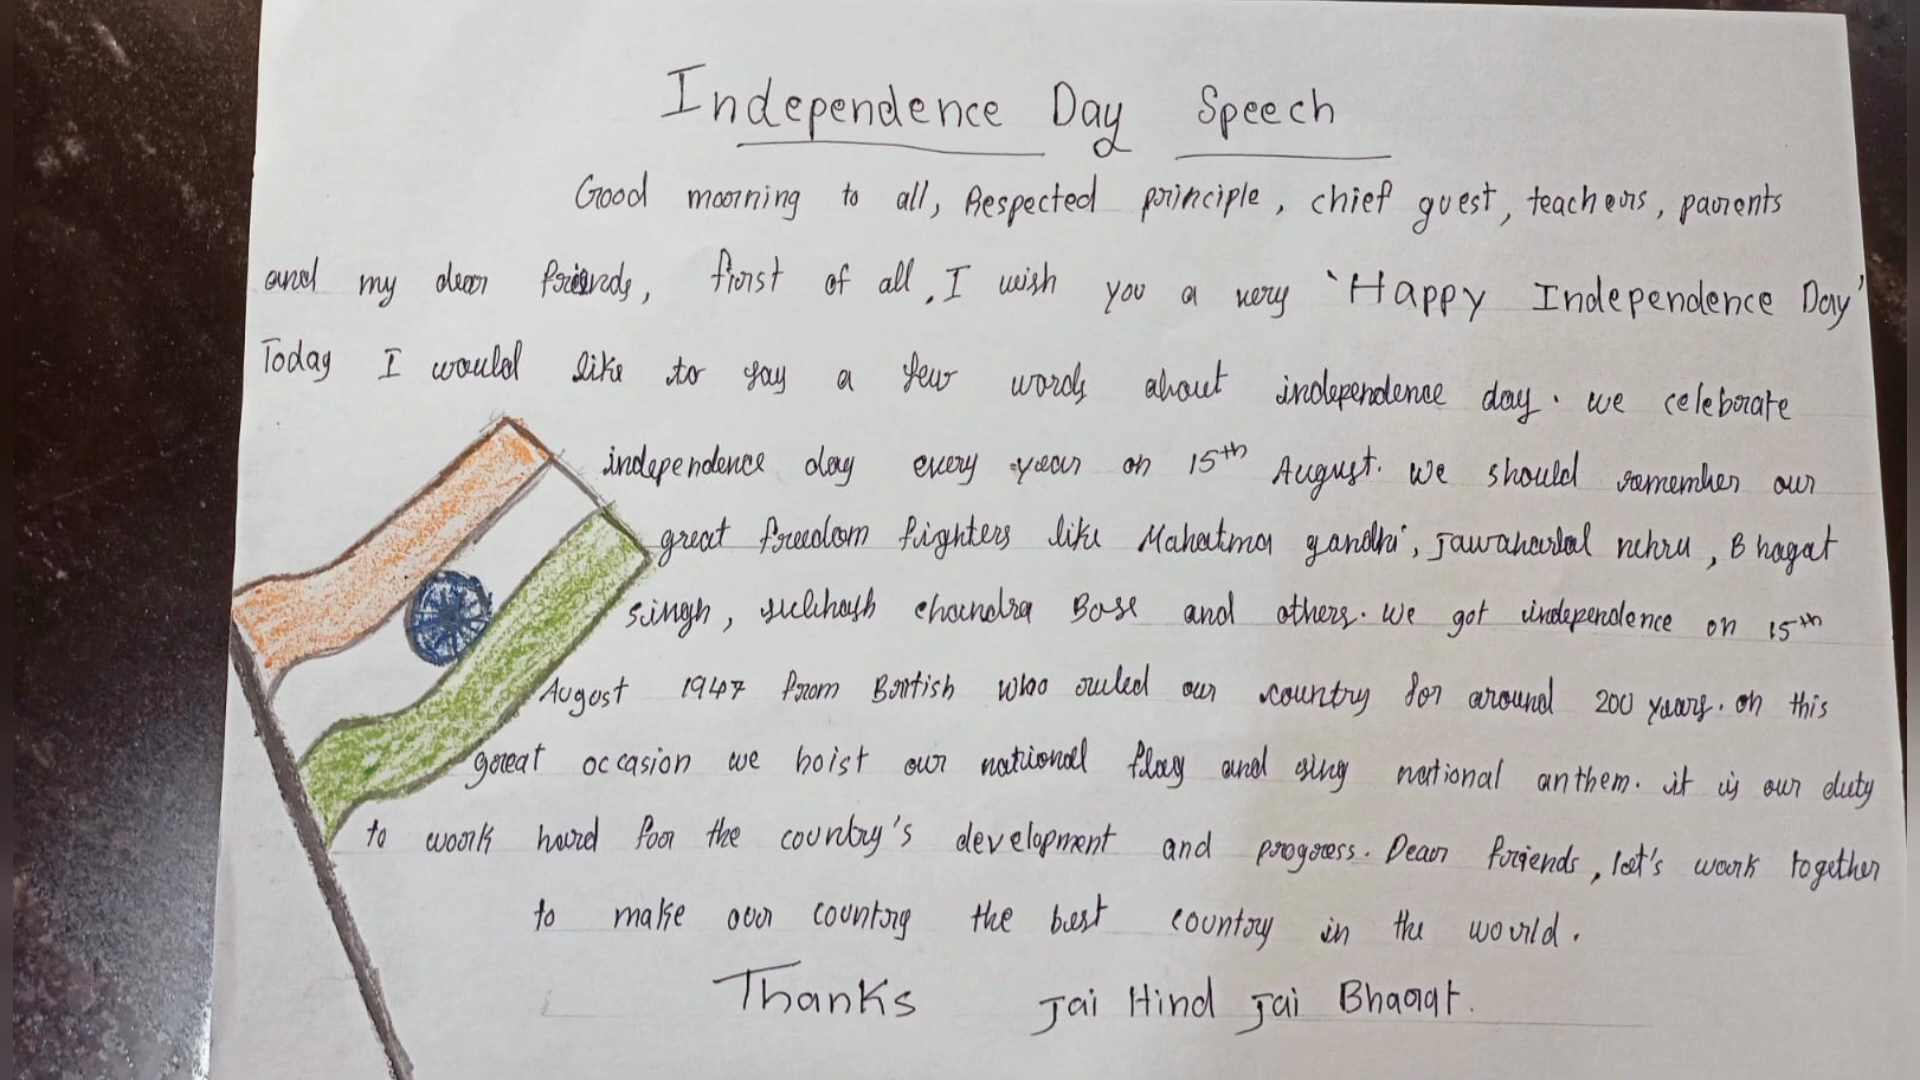 Independence Day Speech
Good morning to all, Respected principle, chief guest, teachers, parents
and my dear friends, first of all, I wish you a very 'Happy Independence Day'
Today I would like to say a few words about independence day. we celebrate
independence day every year on 15th August. We should remember our
great freedom fighters like Mahatma gandhi, Jawaharlal nehru, Bhagat
singh, subhash chandra Bose and others. We got independence on 15th
August 1947 from British who ruled our country for around 200 years. on this
great occasion we hoist our national flag and sing national anthem. it is our duty
to work hard for the country's development and progress. Dear friends, let's work together
to make our country the best country in the world.
Thanks Jai Hind Jai Bharat.